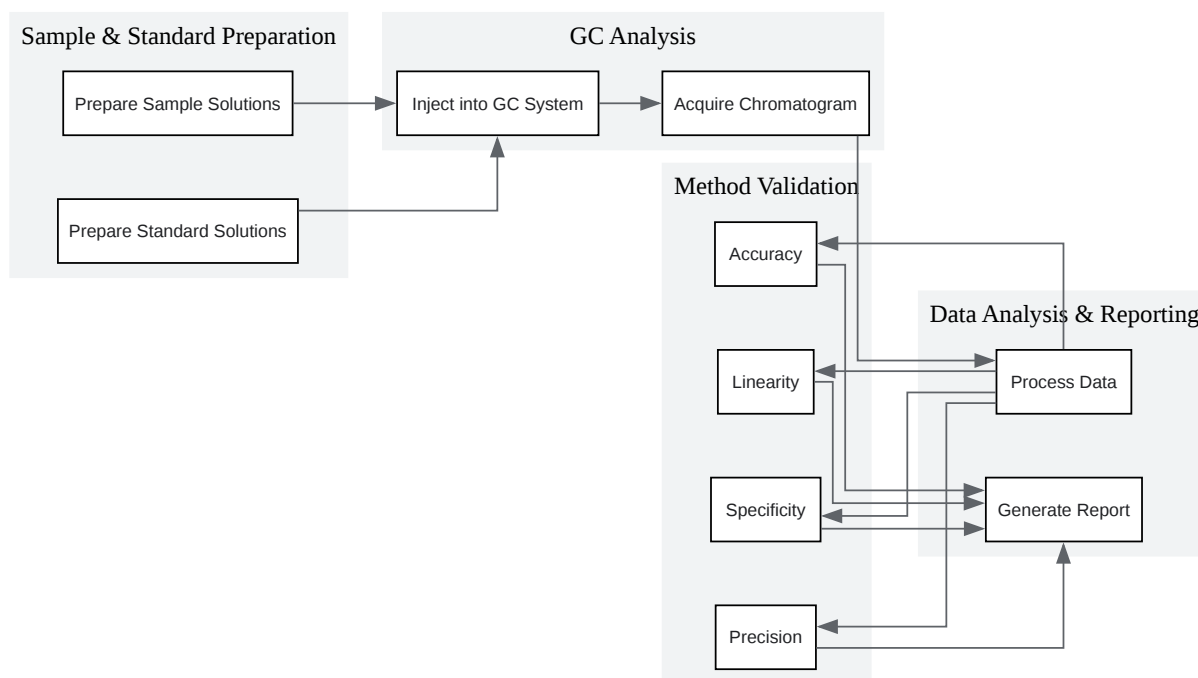 Sample & Standard Preparation
Prepare Sample Solutions
Prepare Standard Solutions
GC Analysis
Inject into GC System
Acquire Chromatogram
Method Validation
Accuracy
Linearity
Specificity
Precision
Data Analysis & Reporting
Process Data
Generate Report